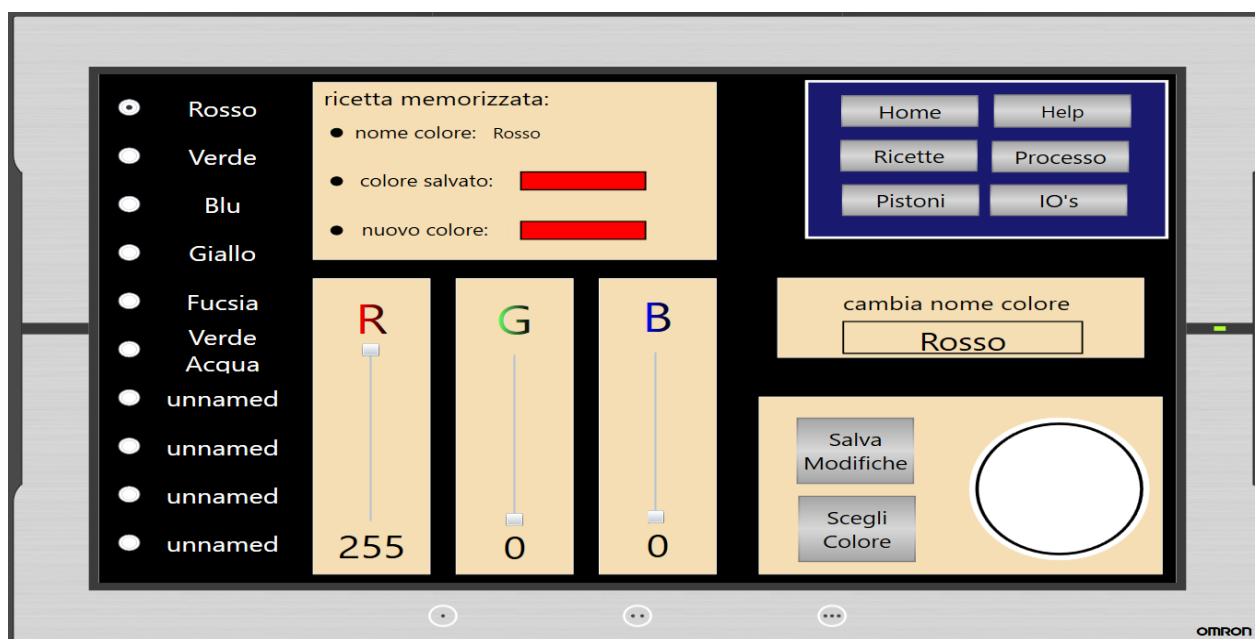 Rosso
Verde
Blu
Giallo
Fucsia
Verde
Acqua
unnamed
unnamed
unnamed
unnamed
ricetta memorizzata:
nome colore: Rosso
colore salvato:
nuovo colore:
R
255
G
0
B
0
Home
Help
Ricette
Processo
Pistoni
IO's
cambia nome colore
Rosso
Salva
Modifiche
Scegli
Colore
OMRON